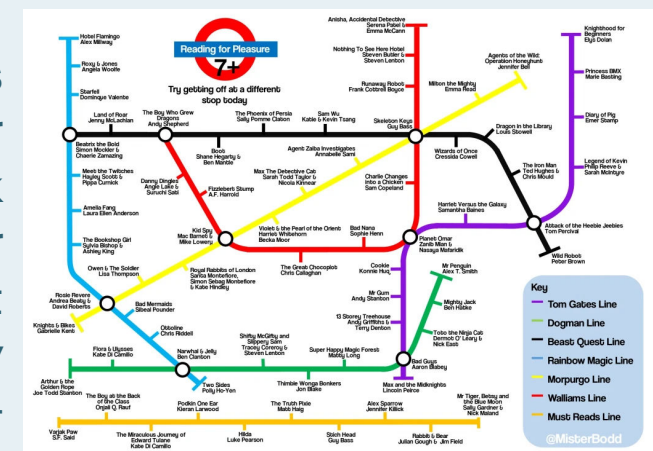 Reading for Pleasure
7+
Try getting off at a different
stop today
Hotel Flamingo
Alex Milway
Roxy & Jones
Angela Woolfe
Starfell
Dominque Valente
Land of Roar
Jenny McLachlan
The Boy Who Grew
Dragons
Andy Shepherd
The Phoenix of Persia
Sally Pomme Clayton
Sam Wu
Katie & Kevin Tsang
Boot
Shane Hegarty &
Ben Mantle
Beatrix the Bold
Simon Mockler &
Cherie Zamazing
Meet the Twitches
Hayley Scott &
Pippa Curnick
Amelia Fang
Laura Ellen Anderson
The Bookshop Girl
Sylvia Bishop &
Ashley King
Danny Dingles
Angie Lake &
Suruchi Sati
Fizzlebert Stump
A.F. Harrold
Kid Spy
Mac Barnett &
Mike Lowery
Anisha, Accidental Detective
Serena Patel &
Emma McCann
Nothing To See Here Hotel
Steven Butler &
Steven Lenton
Runaway Robot
Frank Cottrell Boyce
Skeleton Keys
Guy Bass
Milton the Mighty
Emma Read
Agents of the Wild:
Operation Honeyhunt
Jennifer Bell
Agent Zaiba Investigates
Annabelle Sami
Max The Detective Cat
Sarah Todd Taylor &
Nicola Kinnear
Violet & the Pearl of the Orient
Harriet Whitehorn
Becka Moor
Charlie Changes
Into a Chicken
Sam Copeland
Bad Nana
Sophie Henn
The Great Chocoplot
Chris Callaghan
Planet Omar
Zanib Mian &
Nasaya Mafaridik
Wizards of Once
Cressida Cowell
Dragon in the Library
Louie Stowell
The Iron Man
Ted Hughes &
Chris Mould
Harriet Versus the Galaxy
Samantha Baines
Attack of the Heebie Jeebies
Tom Percival
Wild Robot
Peter Brown
Knighthood for
Beginners
Elys Dolan
Princess BMX
Marie Basting
Diary of Pig
Emer Stamp
Legend of Kevin
Philip Reeve &
Sarah McIntyre
Owen & The Soldier
Lisa Thompson
Royal Rabbits of London
Santa Montefiore,
Simon Sebag Montefiore
& Kate Hindley
Rosie Revere
Andrea Beaty &
David Roberts
Knights & Bikes
Gabrielle Kent
Bad Mermaids
Sibeal Pounder
Ottoline
Chris Riddell
Narwhal & Jelly
Ben Clanton
Two Sides
Polly Ho-Yen
Flora & Ulysses
Kate Di Camillo
Arthur & the
Golden Rope
Joe Todd Stanton
Shifty McGifty and
Slippery Sam
Tracey Corderoy &
Steven Lenton
Super Happy Magic Forest
Matty Long
Thimble Wonga Bonkers
Jon Blake
Cookie
Konnie Huq
Mr Gum
Andy Stanton
13 Storey Treehouse
Andy Griffiths &
Terry Denton
Mr Penguin
Alex T. Smith
Mighty Jack
Ben Hatke
Toto the Ninja Cat
Dermot O' Leary &
Nick East
Bad Guys
Aaron Blabey
Max and the Midknights
Lincoln Peirce
Varjak Paw
S.F. Said
The Boy at the Back
of the Class
Onjali Q. Rauf
The Miraculous Journey of
Edward Tulane
Kate Di Camillo
Podkin One Ear
Kieran Larwood
Hilda
Luke Pearson
The Truth Pixie
Matt Haig
Stich Head
Guy Bass
Alex Sparrow
Jennifer Killick
Rabbit & Bear
Julian Gough & Jim Field
Mr Tiger, Betsy and
the Blue Moon
Sally Gardner &
Nick Maland
Key
Tom Gates Line
Dogman Line
Beast Quest Line
Rainbow Magic Line
Morpurgo Line
Walliams Line
Must Reads Line
@MisterBodd